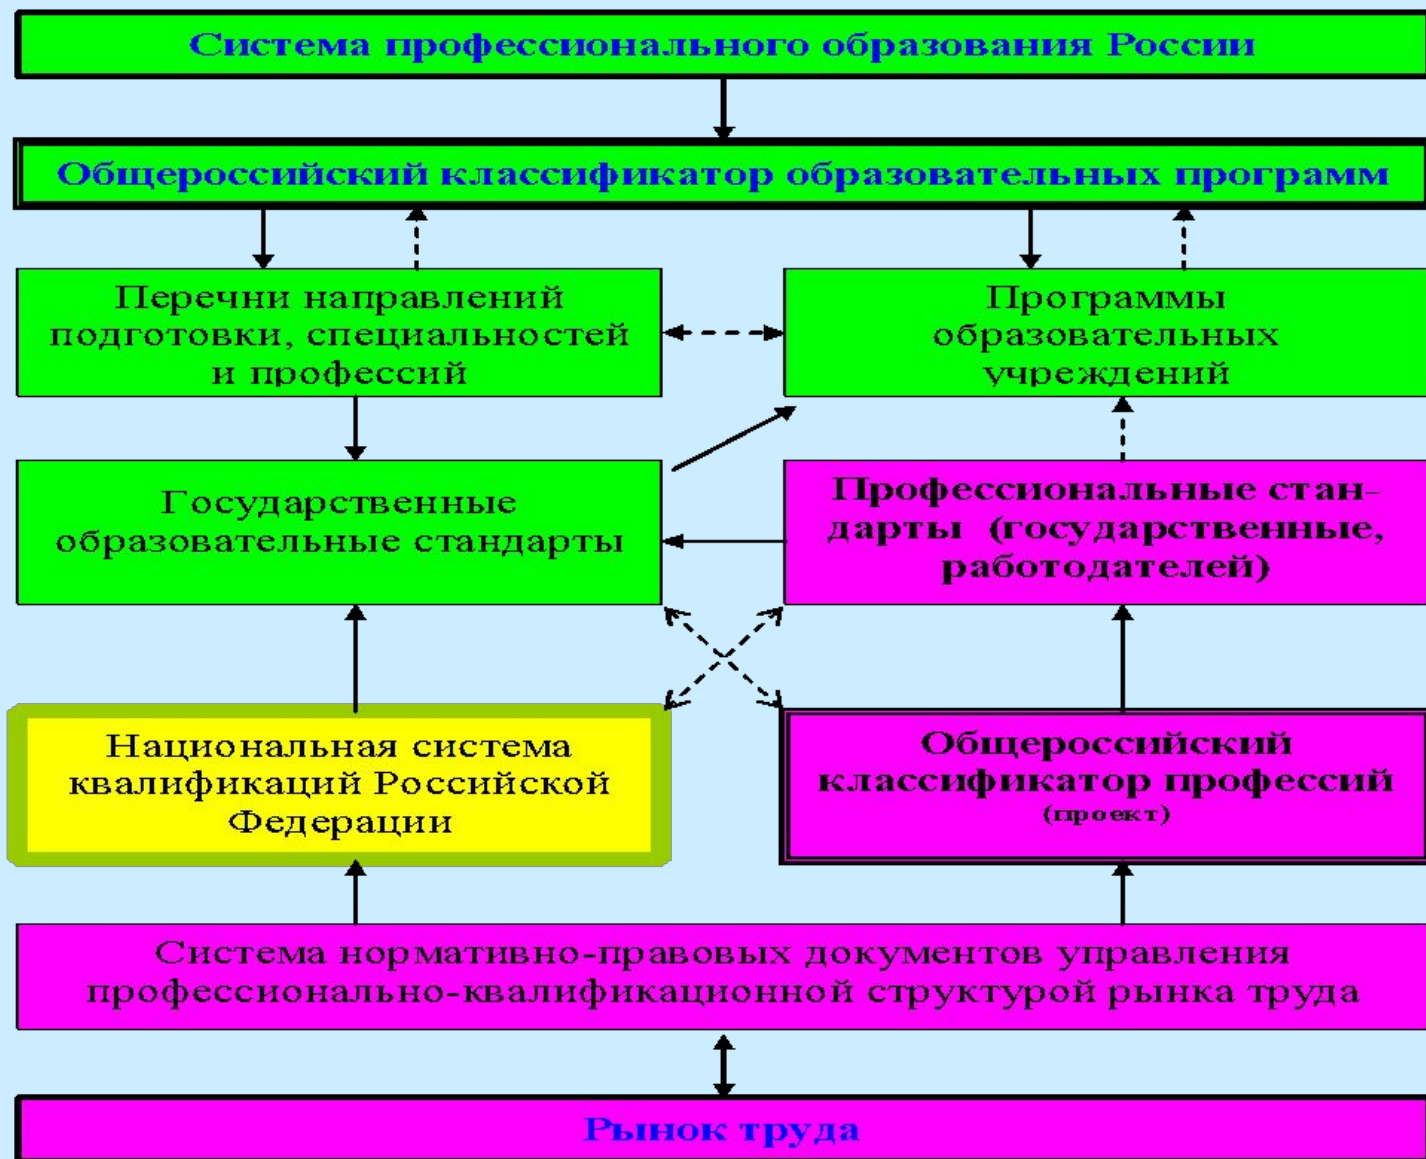 Система профессионального образования России
Общероссийский классификатор образовательных программ
Перечни направлений
подготовки, специальностей
и профессий
Программы
образовательных
учреждений
Государственные
образовательные стандарты
Профессиональные стан-
дарты (государственные,
работодателей)
Национальная система
квалификаций Российской
Федерации
Общероссийский
классификатор профессий
(проект)
Система нормативно-правовых документов управления
профессионально-квалификационной структурой рынка труда
Рынок труда